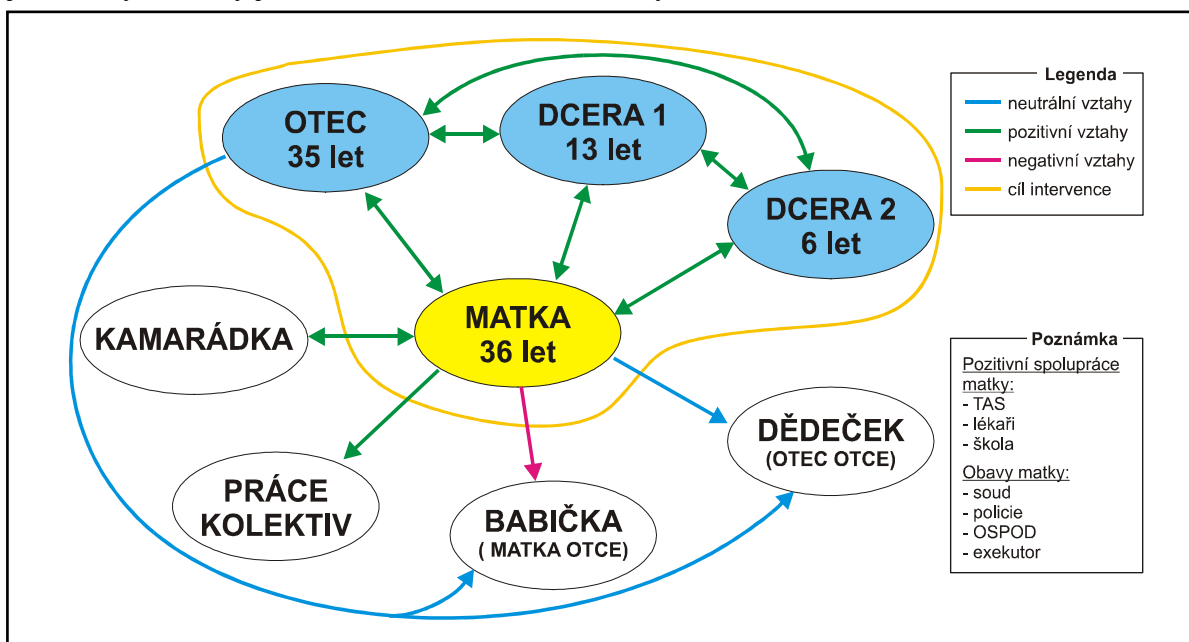 OTEC
35 let
DCERA 1
13 let
DCERA 2
6 let
MATKA
36 let
KAMARÁDKA
PRÁCE
KOLEKTIV
BABIČKA
( MATKA OTCE)
DĚDEČEK
(OTEC OTCE)
Legenda
neutrální vztahy
pozitivní vztahy
negativní vztahy
cíl intervence
Poznámka
Pozitivní spolupráce
matky:
- TAS
- lékaři
- škola
Obavy matky:
- soud
- policie
- OSPOD
- exekutor